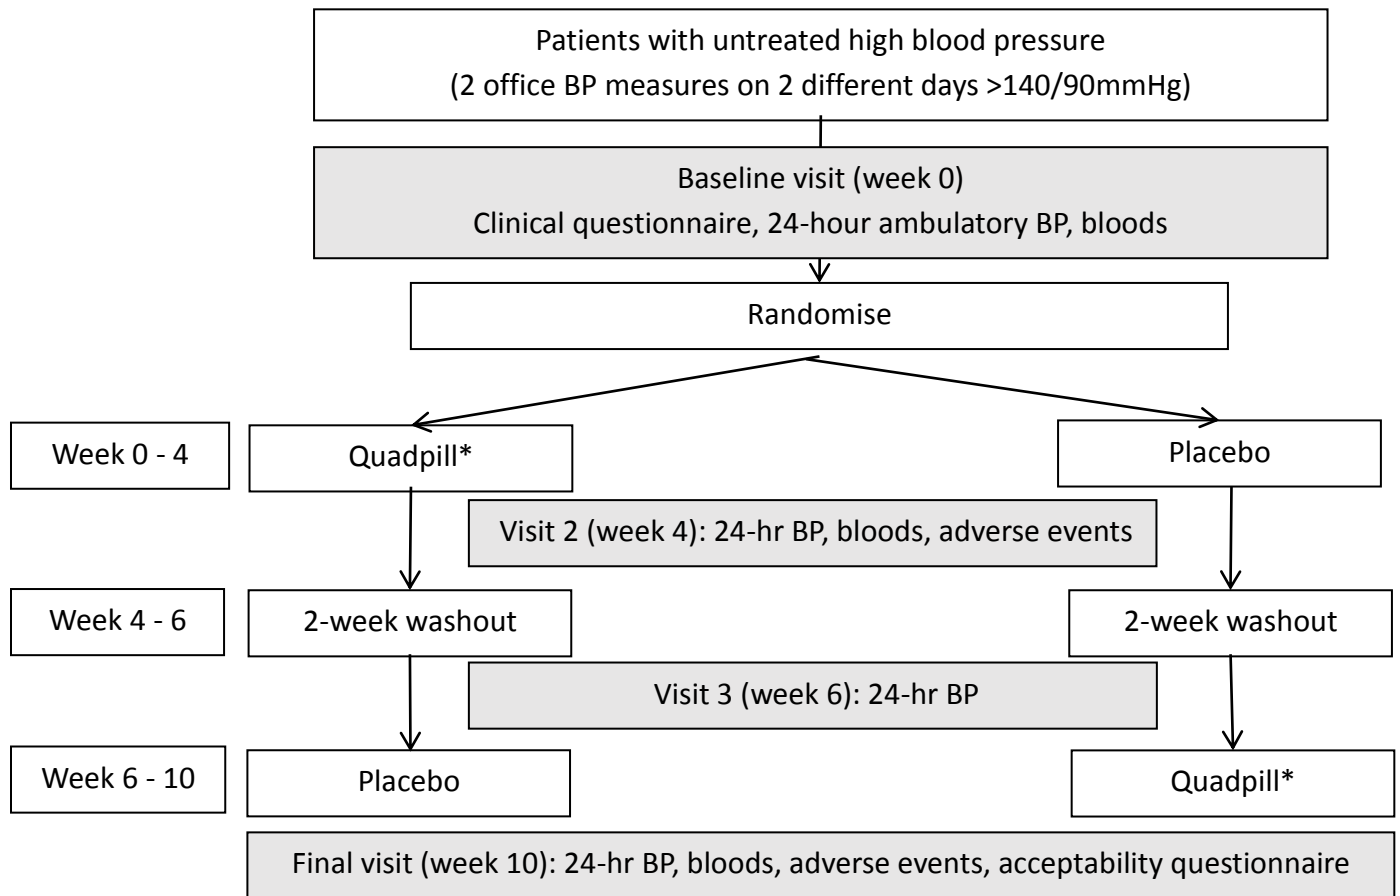 Patients with untreated high blood pressure
(2 office BP measures on 2 different days >140/90mmHg)
Baseline visit (week 0)
Clinical questionnaire, 24-hour ambulatory BP, bloods
Randomise
Week 0 - 4
Quadpill*
Placebo
Visit 2 (week 4): 24-hr BP, bloods, adverse events
Week 4 - 6
2-week washout
2-week washout
Visit 3 (week 6): 24-hr BP
Week 6 - 10
Placebo
Quadpill*
Final visit (week 10): 24-hr BP, bloods, adverse events, acceptability questionnaire